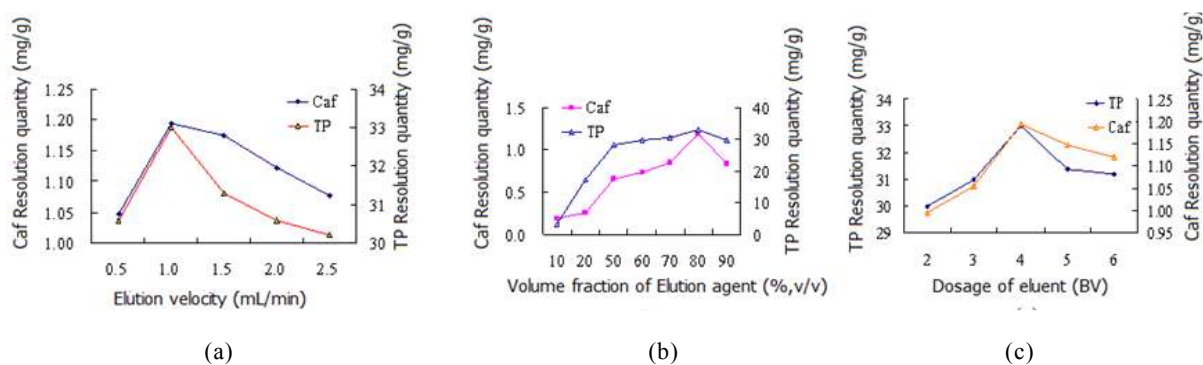 Caf Resolution quantity (mg/g)
1.25
1.20
1.15
1.10
1.05
1.00
Caf
TP
34
33
32
31
30
TP Resolution quantity (mg/g)
0.5 1.0 1.5 2.0 2.5
Elution velocity (mL/min)
(a)
Caf Resolution quantity (mg/g)
1.5
1.0
0.5
0.0
Caf
TP
40
30
20
10
0
TP Resolution quantity (mg/g)
10 20 50 60 70 80 90
Volume fraction of Elution agent (%,v/v)
(b)
TP Resolution quantity (mg/g)
34
33
32
31
30
29
TP
Caf
1.25
1.20
1.15
1.10
1.05
1.00
0.95
Caf Resolution quantity (mg/g)
2 3 4 5 6
Dosage of eluent (BV)
(c)